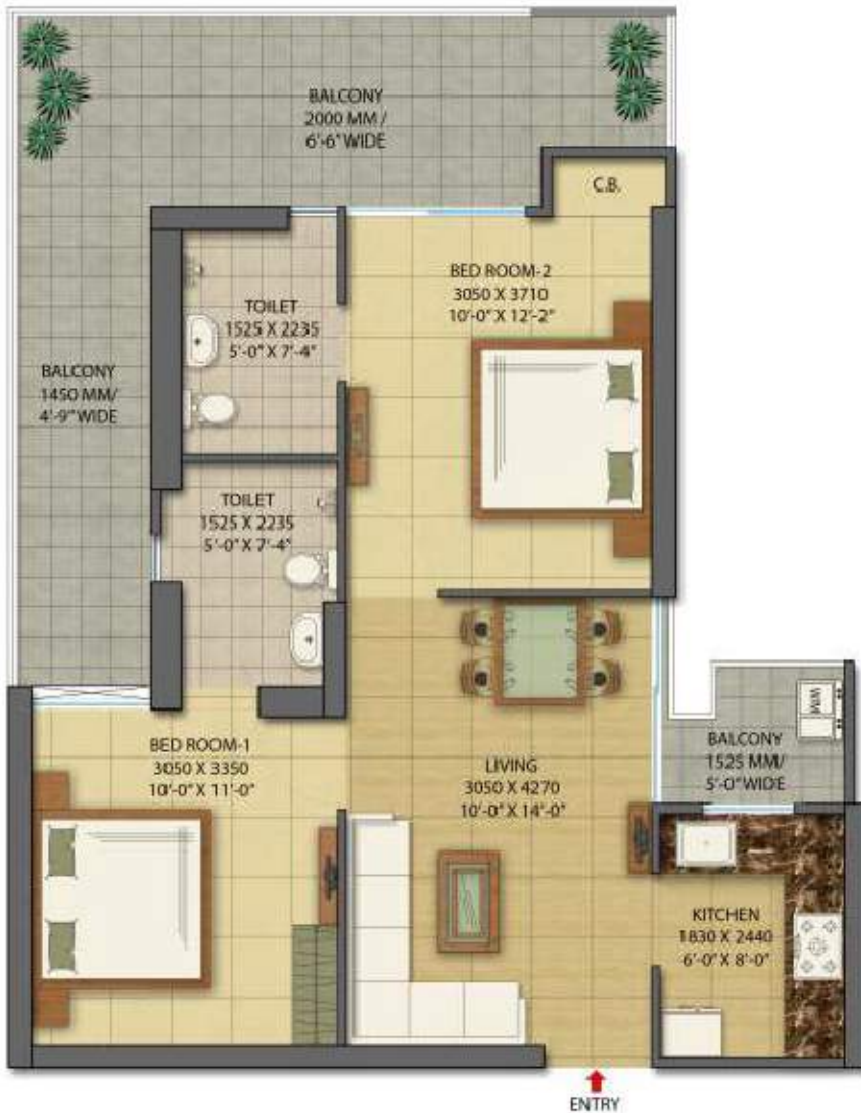 BALCONY
2000 MM /
6'-6" WIDE
C.B.
BED ROOM-2
3050 X 3710
10'-0" X 12'-2"
TOILET
1525 X 2235
5'-0" X 7'-4"
BALCONY
1450 MM/
4'-9" WIDE
TOILET
1525 X 2235
5'-0" X 7'-4"
BED ROOM-1
3050 X 3350
10'-0" X 11'-0"
LIVING
3050 X 4270
10'-0" X 14'-0"
WM
BALCONY
1525 MM/
5'-0" WIDE
KITCHEN
1830 X 2440
6'-0" X 8'-0"
ENTRY